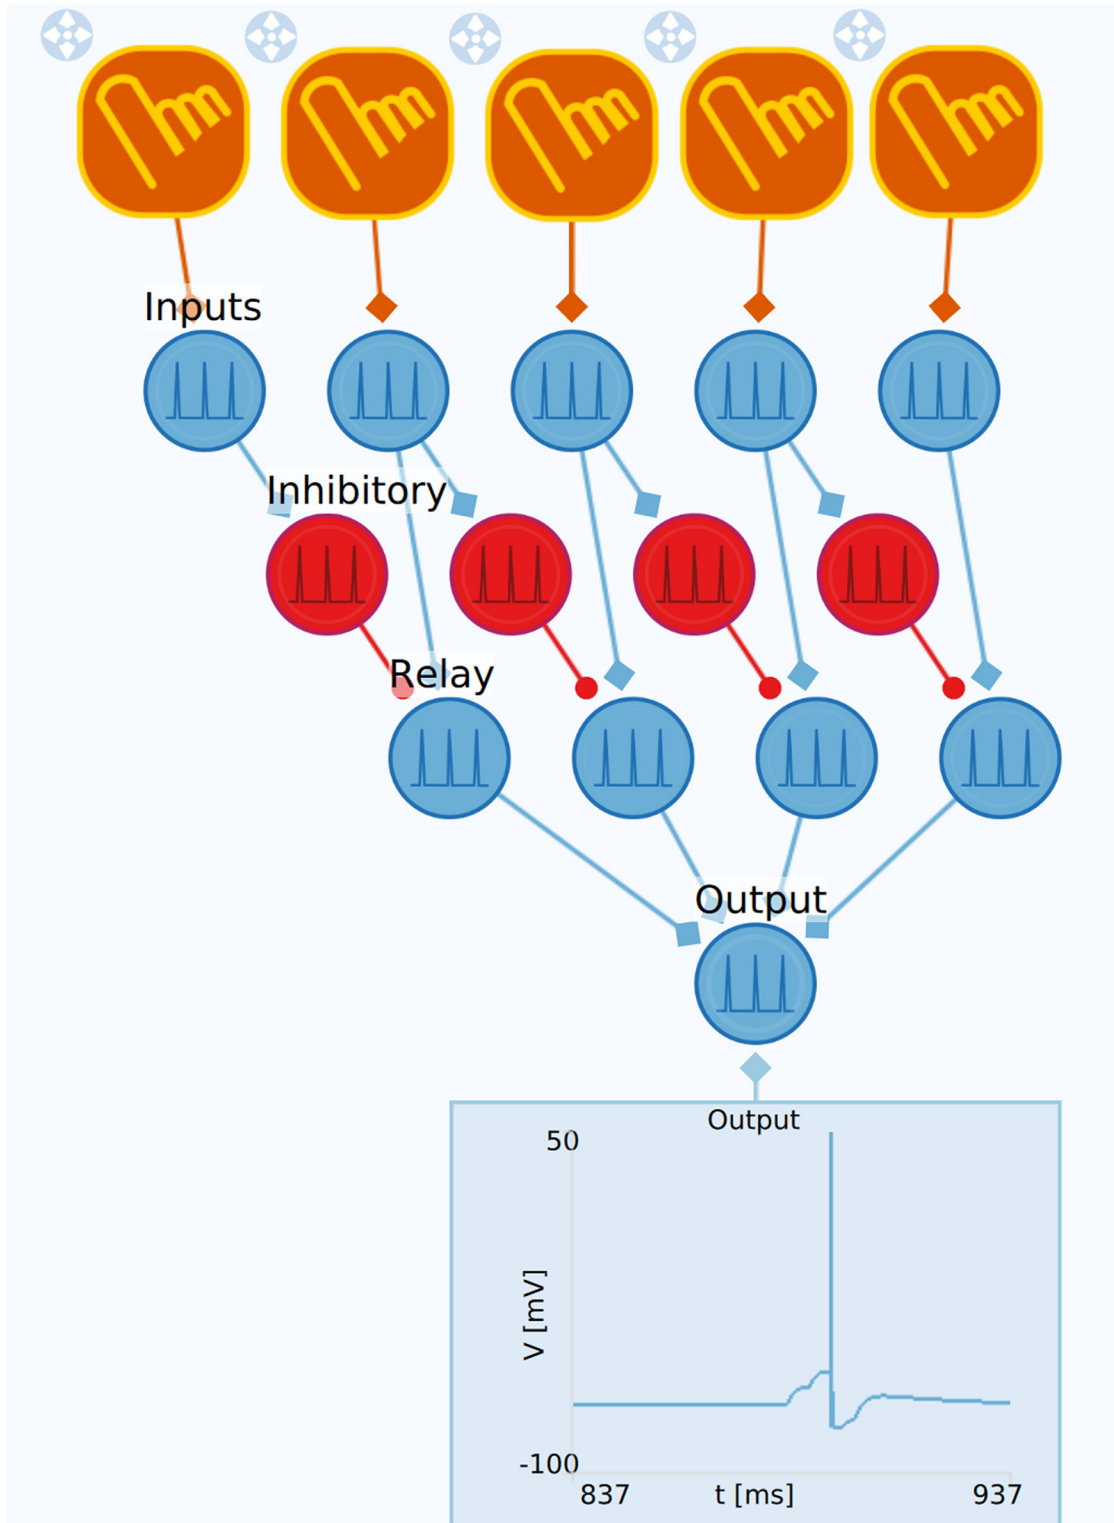 Inputs
Inhibitory
Relay
Output
Output
50
V [mV]
-100
837
t [ms]
937